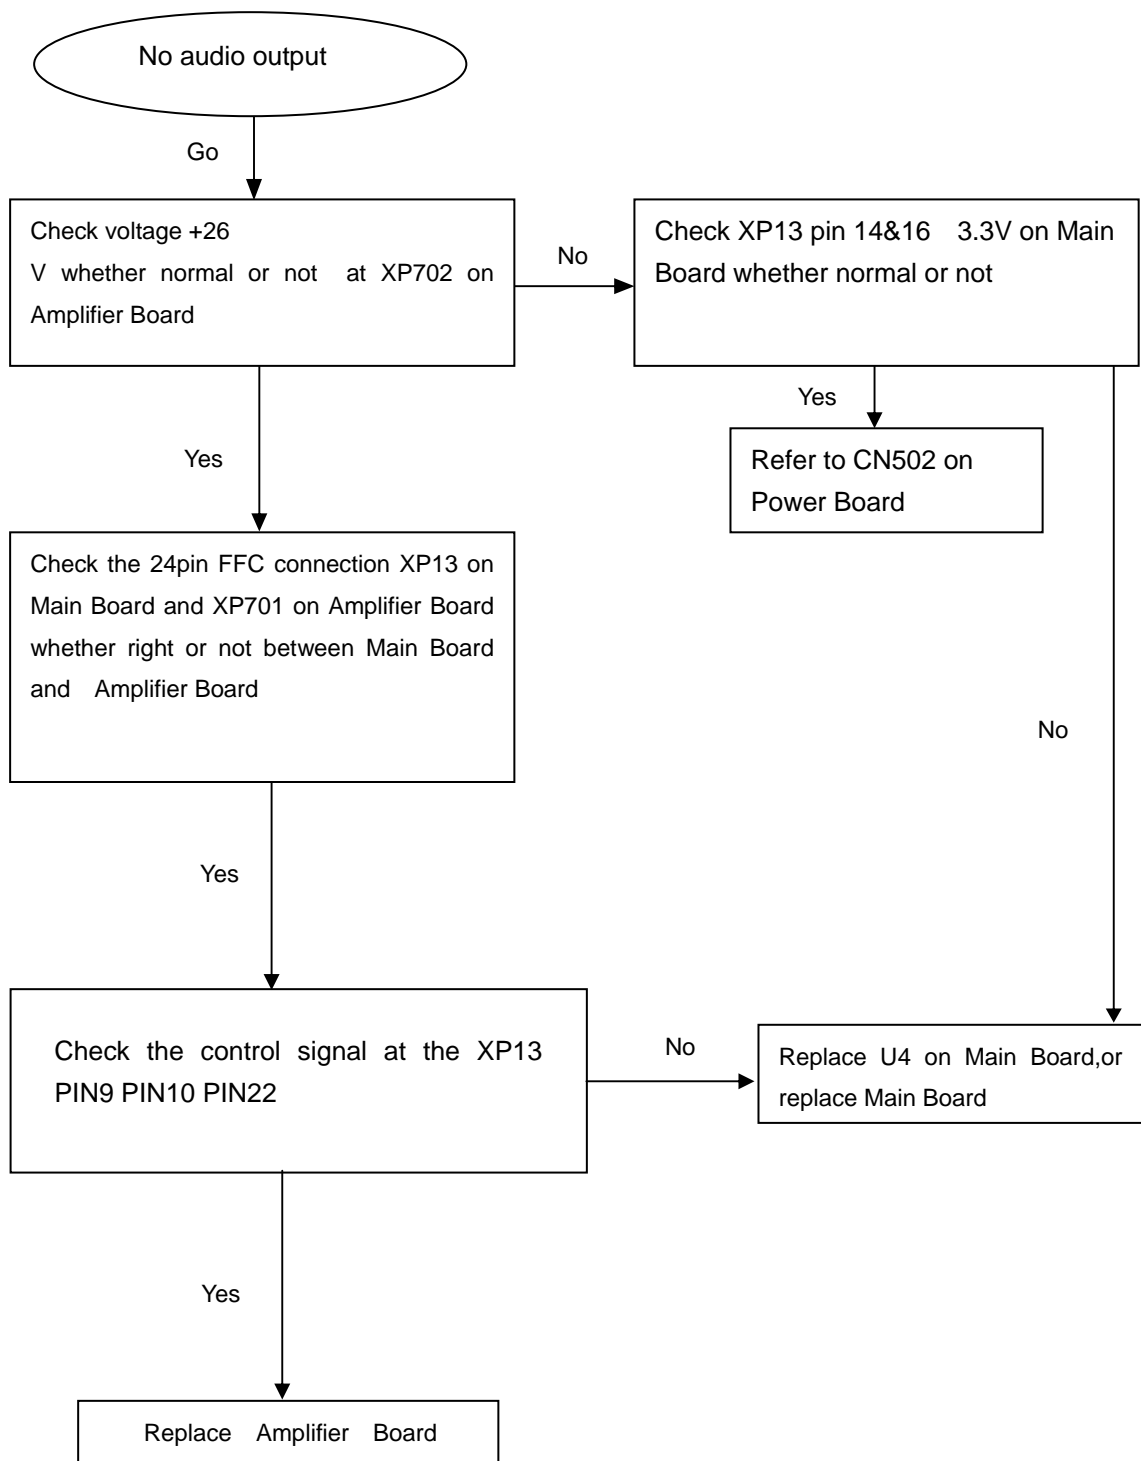 No audio output
Go
Check voltage +26
V whether normal or not at XP702 on
Amplifier Board
No
Check XP13 pin 14&16 3.3V on Main
Board whether normal or not
Yes
Refer to CN502 on
Power Board
Yes
Check the 24pin FFC connection XP13 on
Main Board and XP701 on Amplifier Board
whether right or not between Main Board
and Amplifier Board
No
Yes
Check the control signal at the XP13
PIN9 PIN10 PIN22
No
Replace U4 on Main Board,or
replace Main Board
Yes
Replace Amplifier Board